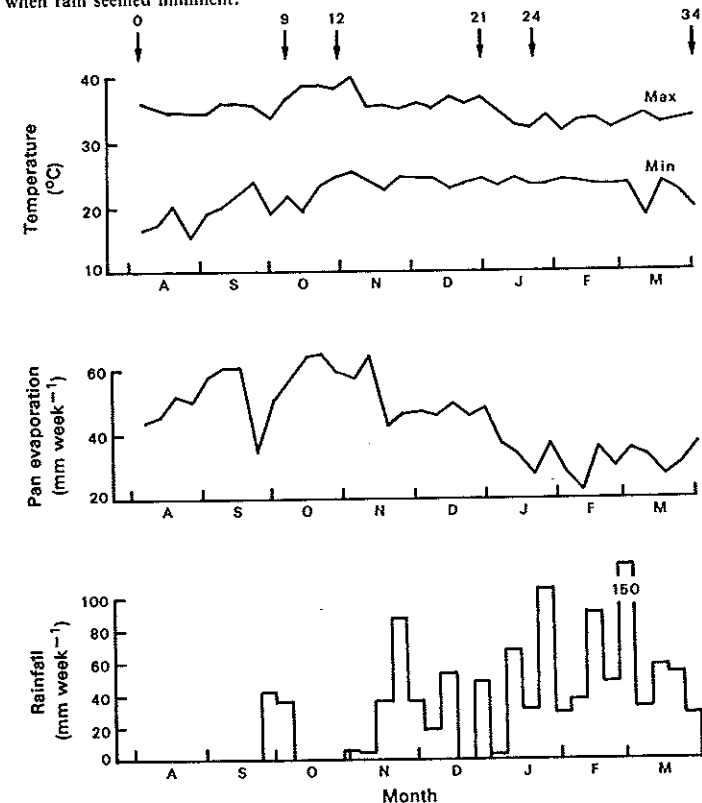 when rain seemed imminent.
0 9 12 21 24 34
40
30
20
10
Temperature
(°C)
Max
Min
A S O N D J F M
60
40
20
Pan evaporation
(mm week⁻¹)
A S O N D J F M
100
80
60
40
20
0
Rainfall
(mm week⁻¹)
150
A S O N D J F M
Month